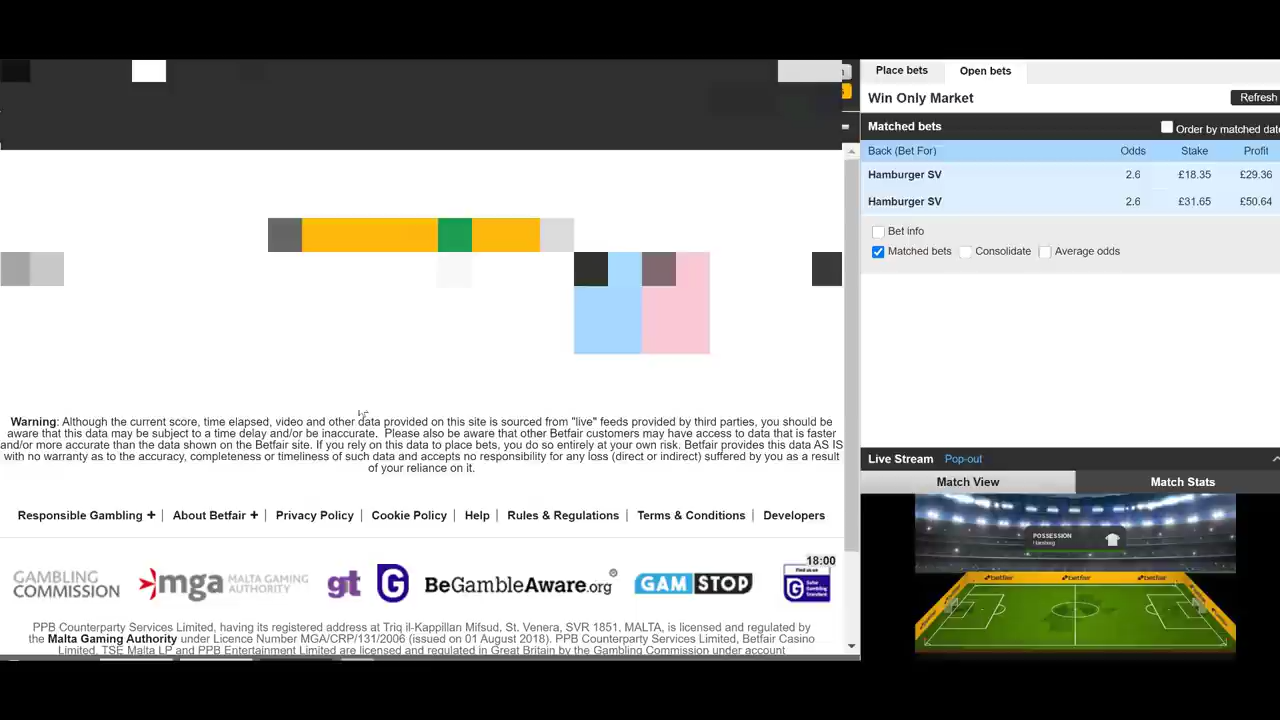 Place bets Open bets
Win Only Market Refresh
Matched bets Order by matched date
Back (Bet For) Odds Stake Profit
Hamburger SV 2.6 £18.35 £29.36
Hamburger SV 2.6 £31.65 £50.64
Bet info
Matched bets Consolidate Average odds
Warning: Although the current score, time elapsed, video and other data provided on this site is sourced from "live" feeds provided by third parties, you should be
aware that this data may be subject to a time delay and/or be inaccurate. Please also be aware that other Betfair customers may have access to data that is faster
and/or more accurate than the data shown on the Betfair site. If you rely on this data to place bets, you do so entirely at your own risk. Betfair provides this data AS IS
with no warranty as to the accuracy, completeness or timeliness of such data and accepts no responsibility for any loss (direct or indirect) suffered by you as a result
of your reliance on it.
Live Stream Pop-out
Match View Match Stats
POSSESSION
Hamburg
betfair betfair betfair
Responsible Gambling + | About Betfair + | Privacy Policy | Cookie Policy | Help | Rules & Regulations | Terms & Conditions | Developers
18:00
GAMBLING COMMISSION
mga MALTA GAMING AUTHORITY
gt
G
BeGambleAware.org®
GAMSTOP
PPB Counterparty Services Limited, having its registered address at Triq il-Kappillan Mifsud, St. Venera, SVR 1851, MALTA, is licensed and regulated by
the Malta Gaming Authority under Licence Number MGA/CRP/131/2006 (issued on 01 August 2018). PPB Counterparty Services Limited, Betfair Casino
Limited, TSE Malta LP and PPB Entertainment Limited are licensed and regulated in Great Britain by the Gambling Commission under account